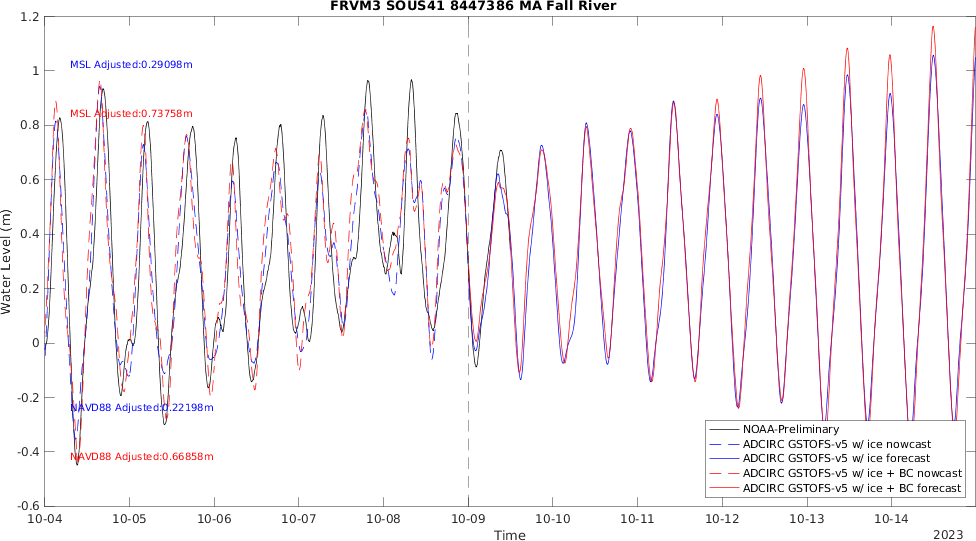 FRVM3 SOUS41 8447386 MA Fall River
1.2
1
0.8
0.6
0.4
0.2
0
-0.2
-0.4
-0.6
Water Level (m)
MSL Adjusted:0.29098m
MSL Adjusted:0.73758m
NAVD88 Adjusted:0.22198m
NAVD88 Adjusted:0.66858m
NOAA-Preliminary
ADCIRC GSTOFS-v5 w/ ice nowcast
ADCIRC GSTOFS-v5 w/ ice forecast
ADCIRC GSTOFS-v5 w/ ice + BC nowcast
ADCIRC GSTOFS-v5 w/ ice + BC forecast
10-04 10-05 10-06 10-07 10-08 10-09 10-10 10-11 10-12 10-13 10-14
Time
2023